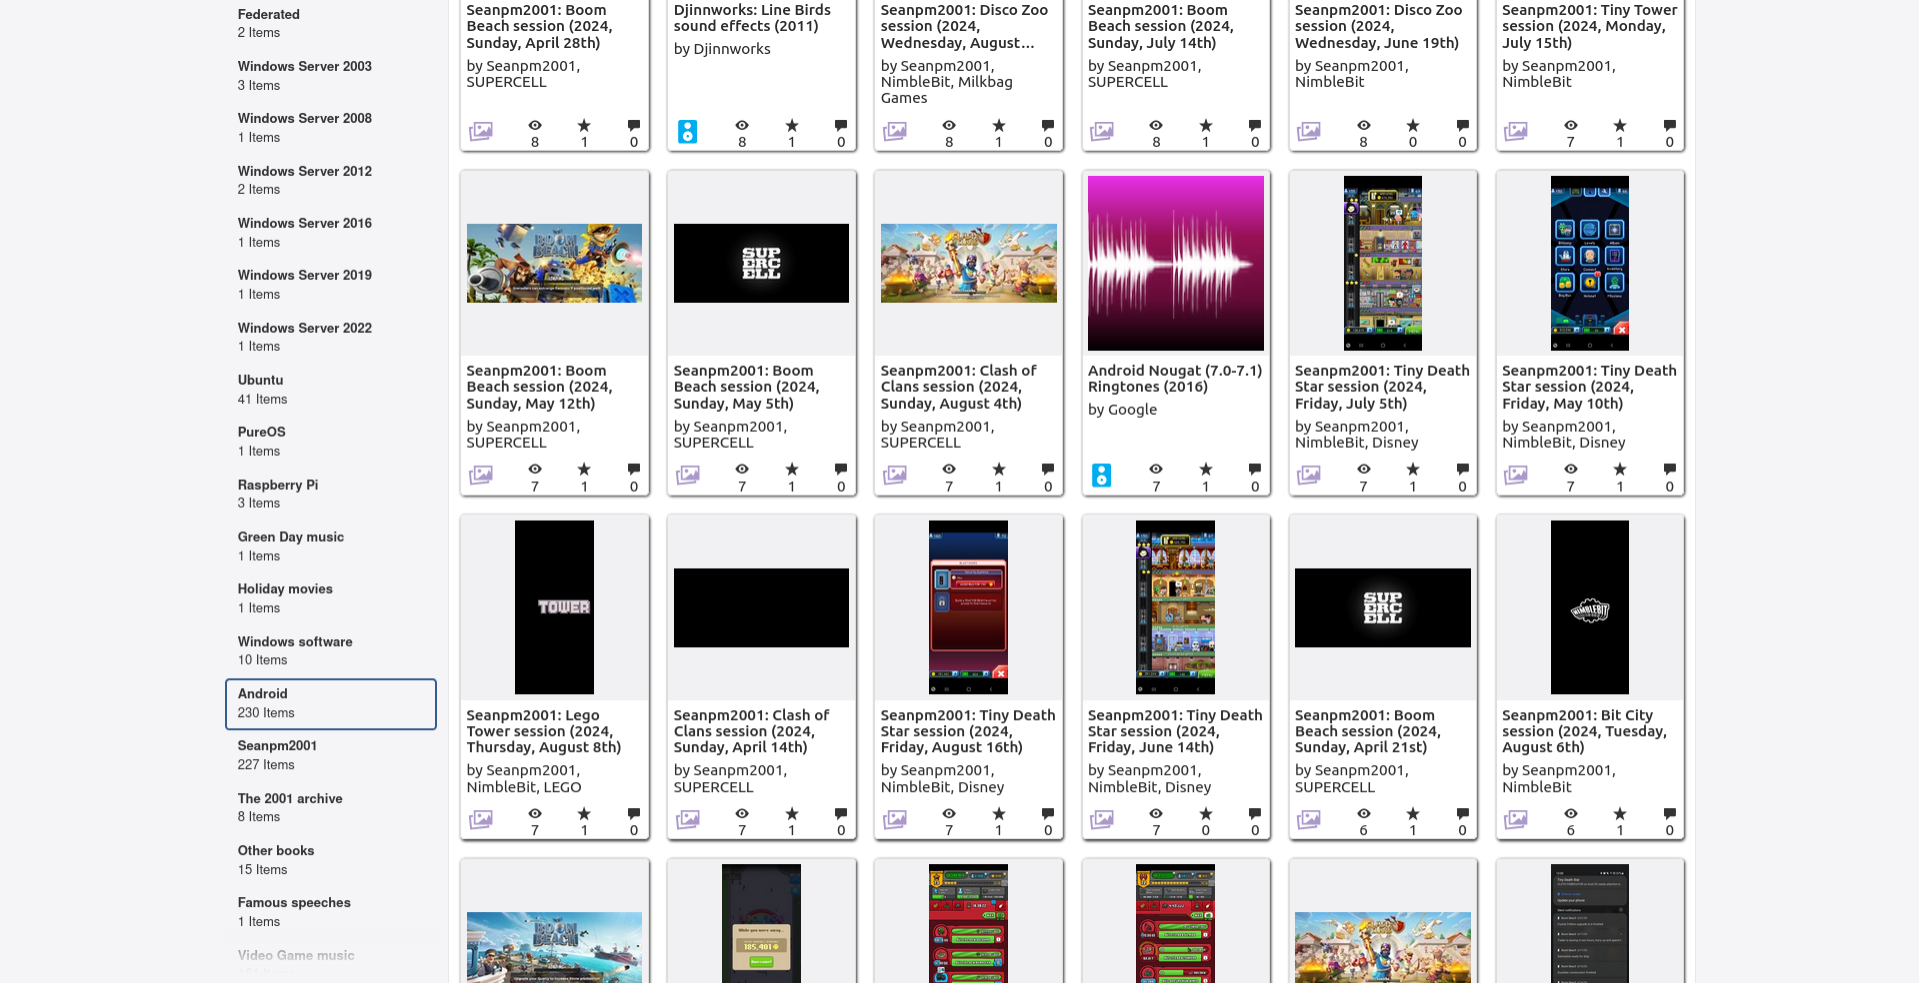 Federated
2 Items
Windows Server 2003
3 Items
Windows Server 2008
1 Items
Windows Server 2012
2 Items
Windows Server 2016
1 Items
Windows Server 2019
1 Items
Windows Server 2022
1 Items
Ubuntu
41 Items
PureOS
1 Items
Raspberry Pi
3 Items
Green Day music
1 Items
Holiday movies
1 Items
Windows software
10 Items
Android
230 Items
Seanpm2001
227 Items
The 2001 archive
8 Items
Other books
15 Items
Famous speeches
1 Items
Video Game music
Seanpm2001: Boom
Beach session (2024,
Sunday, April 28th)
by Seanpm2001,
SUPERCELL
8 1 0
Djinnworks: Line Birds
sound effects (2011)
by Djinnworks
8 1 0
Seanpm2001: Disco Zoo
session (2024,
Wednesday, August...
by Seanpm2001,
NimbleBit, Milkbag
Games
8 1 0
Seanpm2001: Boom
Beach session (2024,
Sunday, July 14th)
by Seanpm2001,
SUPERCELL
8 1 0
Seanpm2001: Disco Zoo
session (2024,
Wednesday, June 19th)
by Seanpm2001,
NimbleBit
8 0 0
Seanpm2001: Tiny Tower
session (2024, Monday,
July 15th)
by Seanpm2001,
NimbleBit
7 1 0
BOOM
BEACH
Seanpm2001: Boom
Beach session (2024,
Sunday, May 12th)
by Seanpm2001,
SUPERCELL
7 1 0
SUP
ERC
ELL
Seanpm2001: Boom
Beach session (2024,
Sunday, May 5th)
by Seanpm2001,
SUPERCELL
7 1 0
Seanpm2001: Clash of
Clans session (2024,
Sunday, August 4th)
by Seanpm2001,
SUPERCELL
7 1 0
Android Nougat (7.0-7.1)
Ringtones (2016)
by Google
7 1 0
Seanpm2001: Tiny Death
Star session (2024,
Friday, July 5th)
by Seanpm2001,
NimbleBit, Disney
7 1 0
Seanpm2001: Tiny Death
Star session (2024,
Friday, May 10th)
by Seanpm2001,
NimbleBit, Disney
7 1 0
TOWER
Seanpm2001: Lego
Tower session (2024,
Thursday, August 8th)
by Seanpm2001,
NimbleBit, LEGO
7 1 0
Seanpm2001: Clash of
Clans session (2024,
Sunday, April 14th)
by Seanpm2001,
SUPERCELL
7 1 0
Seanpm2001: Tiny Death
Star session (2024,
Friday, August 16th)
by Seanpm2001,
NimbleBit, Disney
7 1 0
Seanpm2001: Tiny Death
Star session (2024,
Friday, June 14th)
by Seanpm2001,
NimbleBit, Disney
7 0 0
SUP
ERC
ELL
Seanpm2001: Boom
Beach session (2024,
Sunday, April 21st)
by Seanpm2001,
SUPERCELL
6 1 0
NIMBLEBIT
Seanpm2001: Bit City
session (2024, Tuesday,
August 6th)
by Seanpm2001,
NimbleBit
6 1 0
BOOM
BEACH
While you were away...
185,401